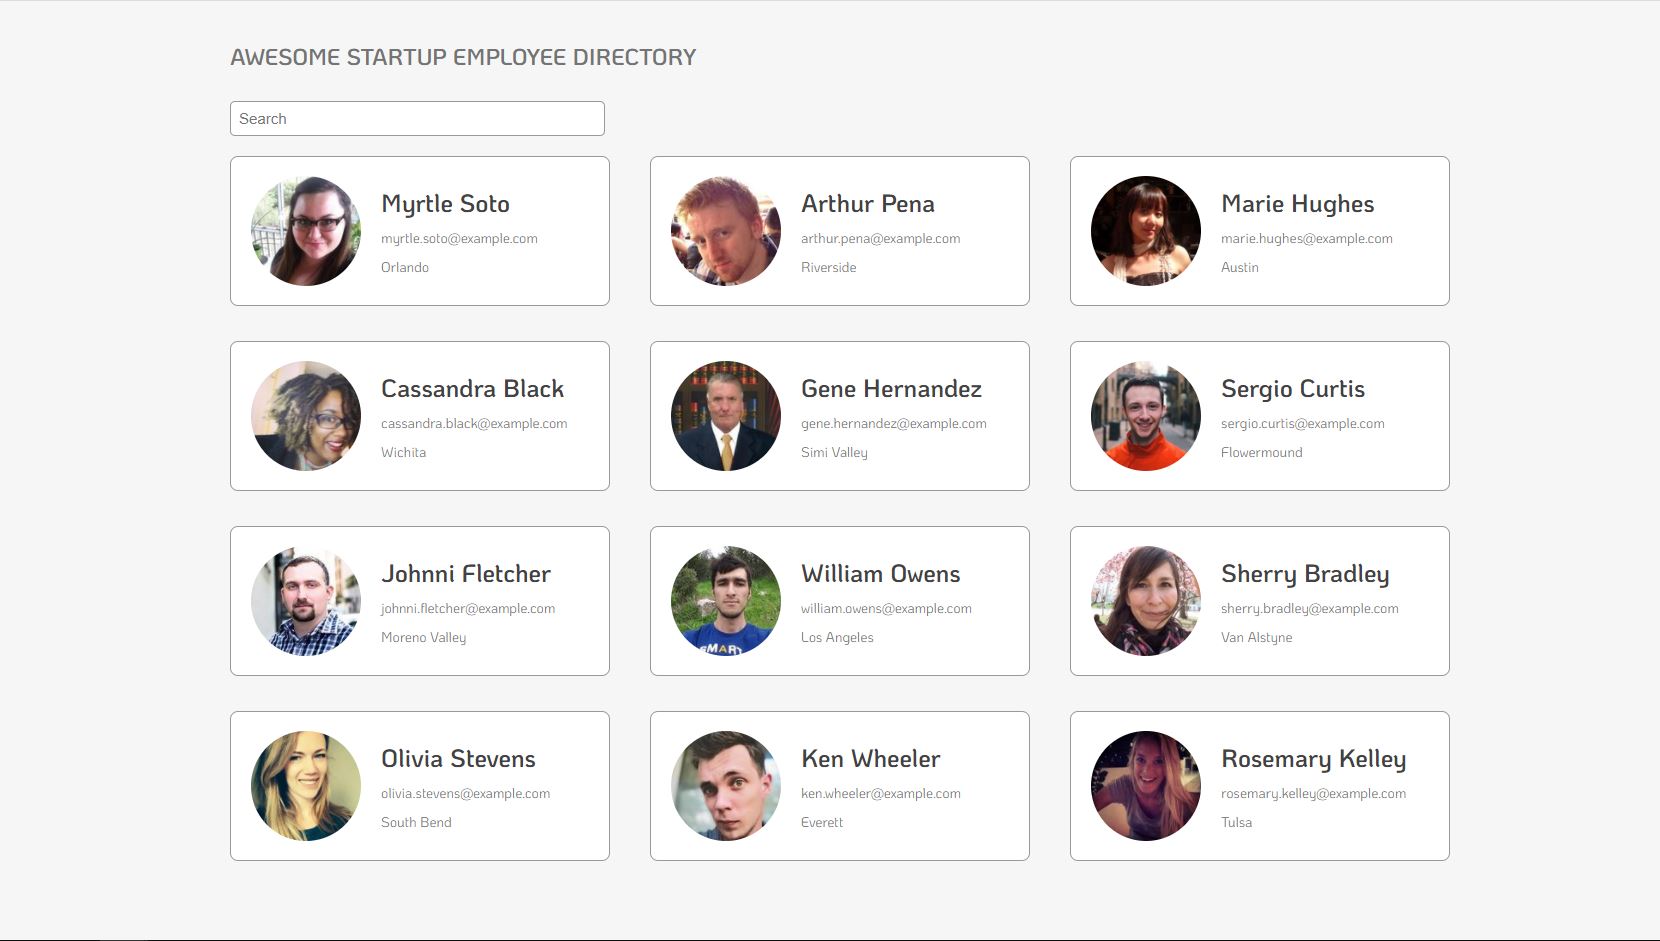 AWESOME STARTUP EMPLOYEE DIRECTORY
Search
Myrtle Soto
myrtle.soto@example.com
Orlando
Arthur Pena
arthur.pena@example.com
Riverside
Marie Hughes
marie.hughes@example.com
Austin
Cassandra Black
cassandra.black@example.com
Wichita
Gene Hernandez
gene.hernandez@example.com
Simi Valley
Sergio Curtis
sergio.curtis@example.com
Flowermound
Johnni Fletcher
johnni.fletcher@example.com
Moreno Valley
William Owens
william.owens@example.com
Los Angeles
Sherry Bradley
sherry.bradley@example.com
Van Alstyne
Olivia Stevens
olivia.stevens@example.com
South Bend
Ken Wheeler
ken.wheeler@example.com
Everett
Rosemary Kelley
rosemary.kelley@example.com
Tulsa